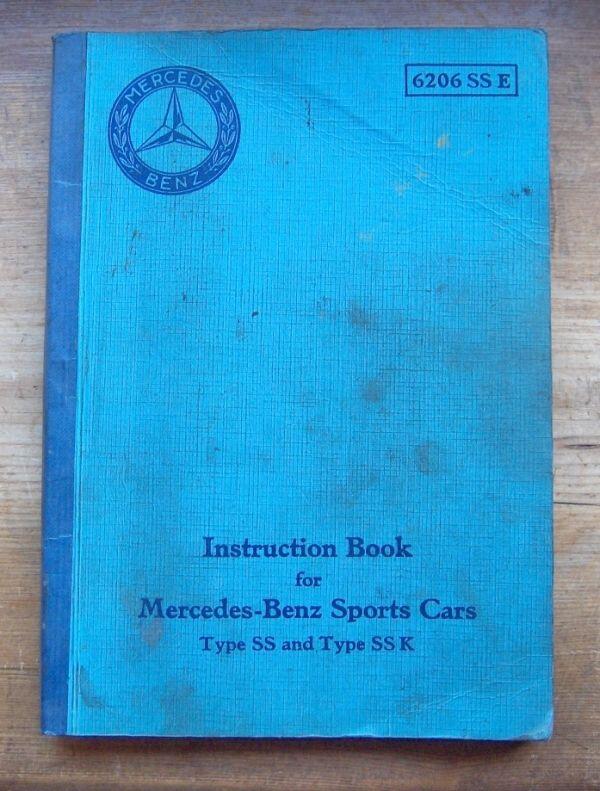 MERCEDES
BENZ
6206 SS E
Instruction Book
for
Mercedes-Benz Sports Cars
Type SS and Type SS K